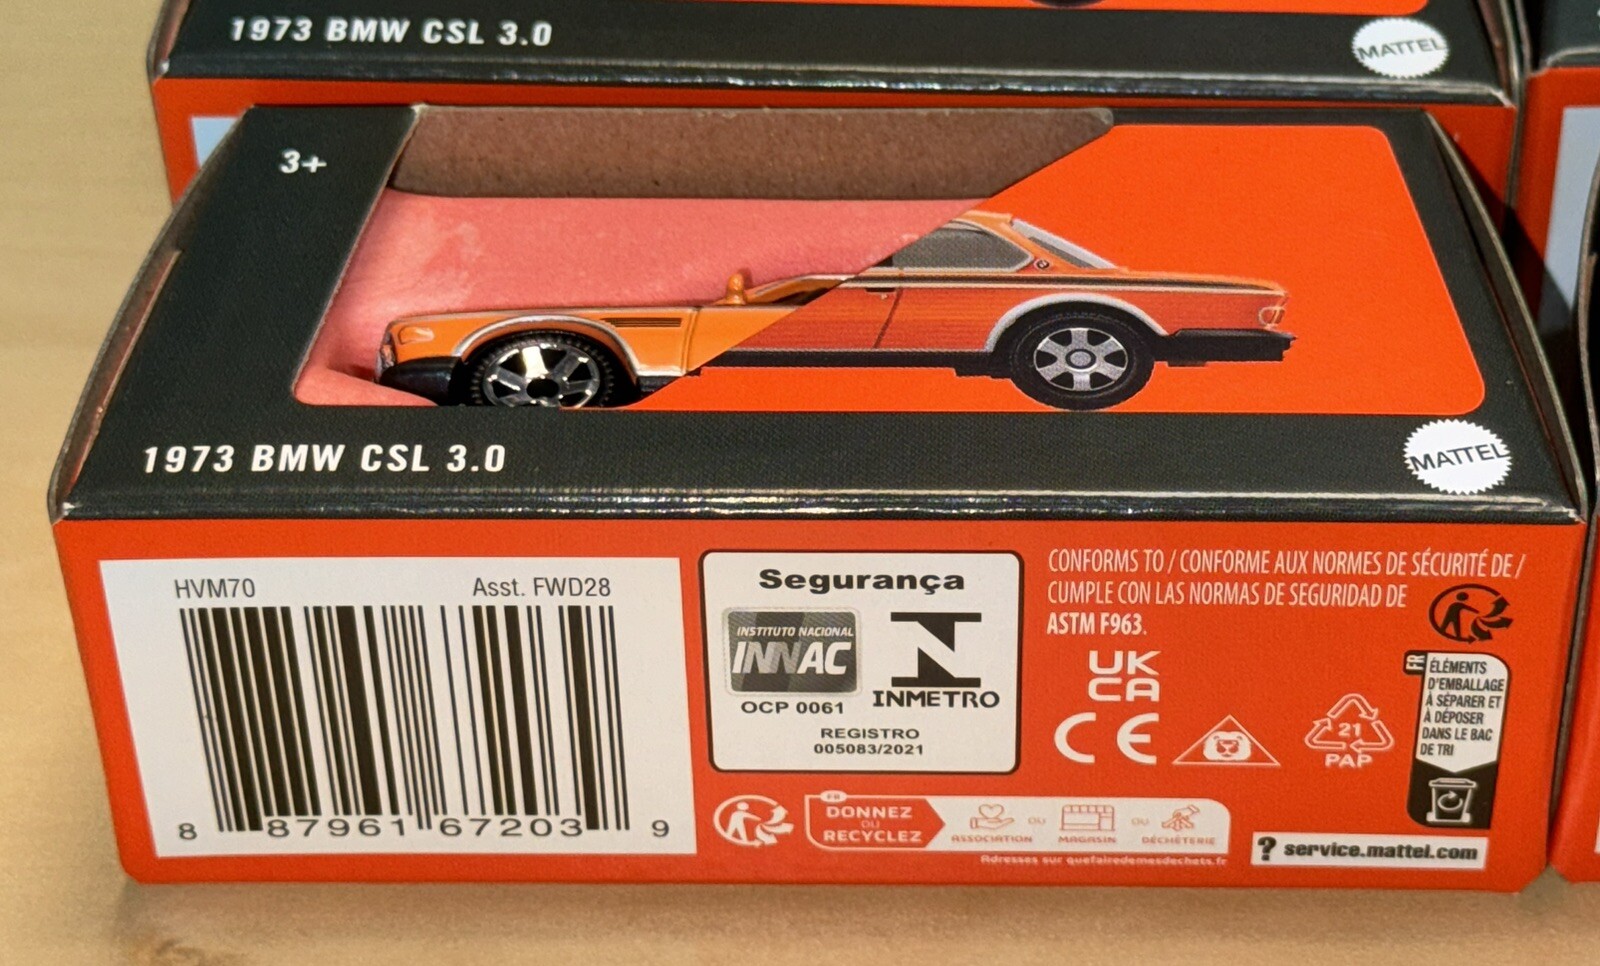 1973 BMW CSL 3.0
MATTEL
3+
1973 BMW CSL 3.0
MATTEL
HVM70
Asst. FWD28
8 87961 67203 9
Segurança
INSTITUTO NACIONAL
INNAC
OCP 0061
INMETRO
REGISTRO
005083/2021
CONFORMS TO / CONFORME AUX NORMES DE SÉCURITÉ DE /
CUMPLE CON LAS NORMAS DE SEGURIDAD DE
ASTM F963.
UK
CA
CE
21
PAP
FR
ÉLÉMENTS
D'EMBALLAGE
À SÉPARER ET
À DÉPOSER
DANS LE BAC
DE TRI
FR
DONNEZ
OU
RECYCLEZ
ASSOCIATION
OU
MAGASIN
OU
DÉCHÈTERIE
Adresses sur quefairedemesdechets.fr
? service.mattel.com